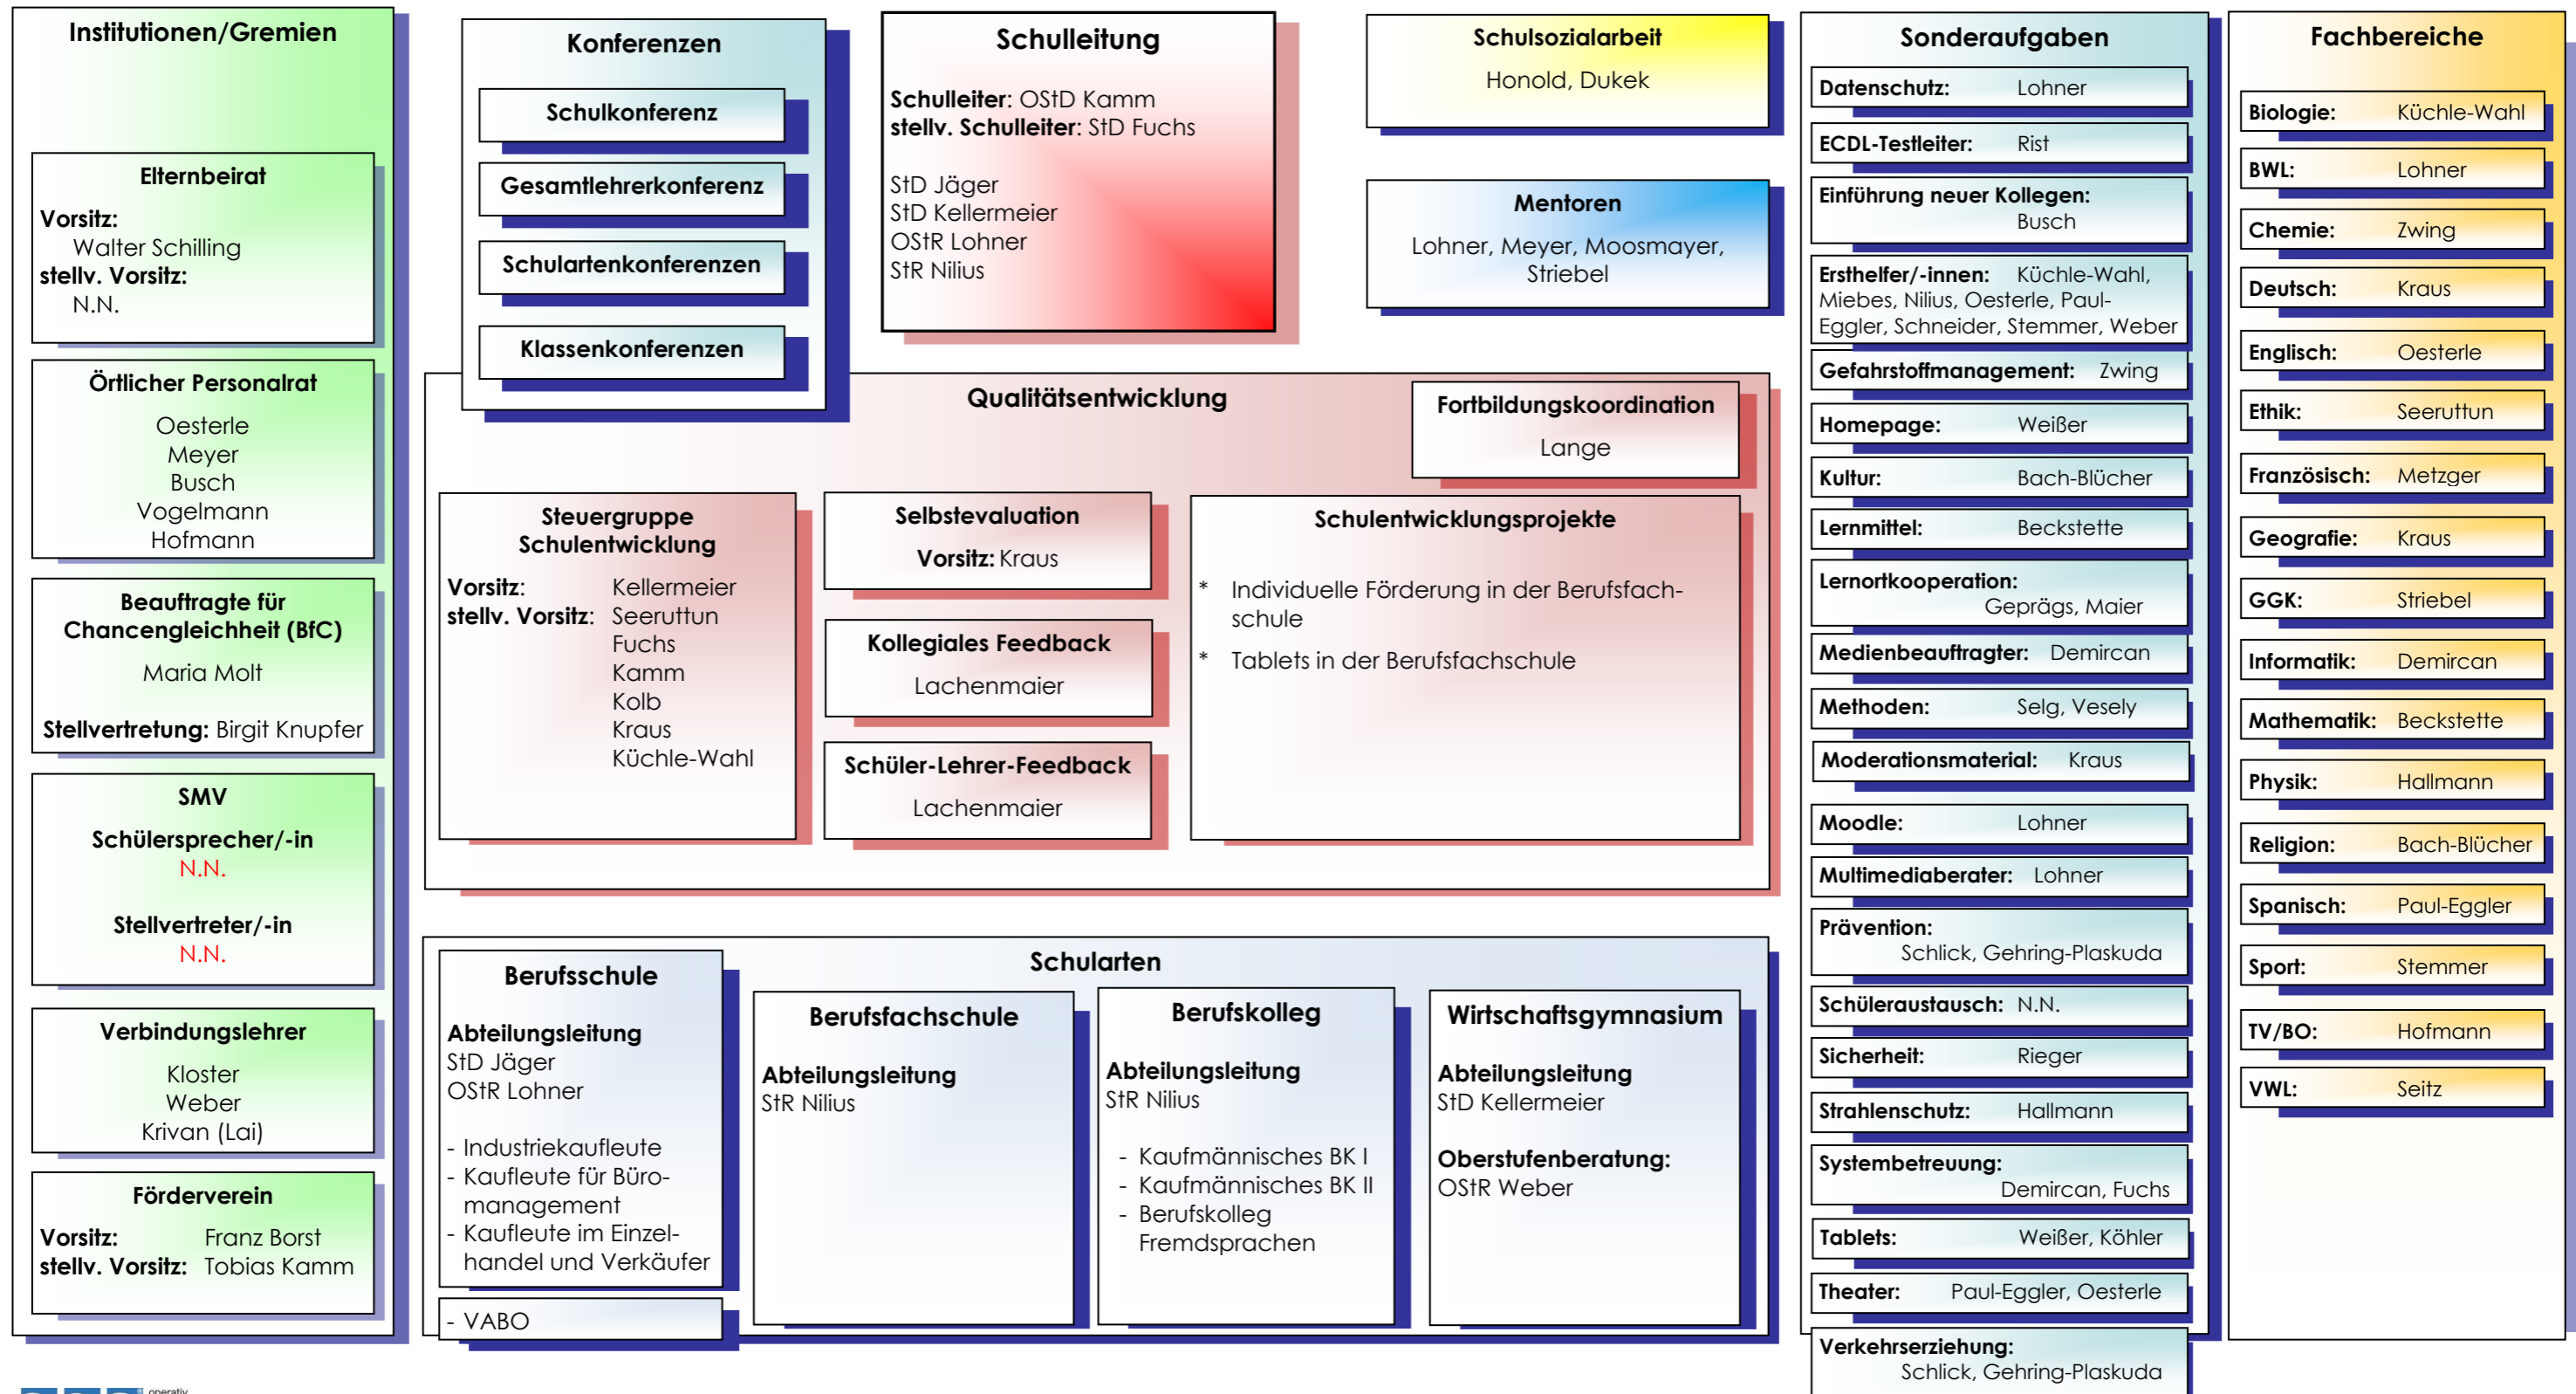 Institutionen/Gremien
Elternbeirat
Vorsitz:
Walter Schilling
stellv. Vorsitz:
N.N.
Örtlicher Personalrat
Oesterle
Meyer
Busch
Vogelmann
Hofmann
Beauftragte für
Chancengleichheit (BfC)
Maria Molt
Stellvertretung: Birgit Knupfer
SMV
Schülersprecher/-in
N.N.
Stellvertreter/-in
N.N.
Verbindungslehrer
Kloster
Weber
Krivan (Lai)
Förderverein
Vorsitz: Franz Borst
stellv. Vorsitz: Tobias Kamm
Konferenzen
Schulkonferenz
Gesamtlehrerkonferenz
Schulartenkonferenzen
Klassenkonferenzen
Schulleitung
Schulleiter: OStD Kamm
stellv. Schulleiter: StD Fuchs
StD Jäger
StD Kellermeier
OStR Lohner
StR Nilius
Schulsozialarbeit
Honold, Dukek
Mentoren
Lohner, Meyer, Moosmayer,
Striebel
Qualitätsentwicklung
Fortbildungskoordination
Lange
Steuergruppe
Schulentwicklung
Vorsitz: Kellermeier
stellv. Vorsitz: Seeruttun
Fuchs
Kamm
Kolb
Kraus
Küchle-Wahl
Selbstevaluation
Vorsitz: Kraus
Kollegiales Feedback
Lachenmaier
Schüler-Lehrer-Feedback
Lachenmaier
Schulentwicklungsprojekte
* Individuelle Förderung in der Berufsfach-
schule
* Tablets in der Berufsfachschule
Schularten
Berufsschule
Abteilungsleitung
StD Jäger
OStR Lohner
- Industriekaufleute
- Kaufleute für Büro-
management
- Kaufleute im Einzel-
handel und Verkäufer
- VABO
Berufsfachschule
Abteilungsleitung
StR Nilius
Berufskolleg
Abteilungsleitung
StR Nilius
- Kaufmännisches BK I
- Kaufmännisches BK II
- Berufskolleg
Fremdsprachen
Wirtschaftsgymnasium
Abteilungsleitung
StD Kellermeier
Oberstufenberatung:
OStR Weber
Sonderaufgaben
Datenschutz: Lohner
ECDL-Testleiter: Rist
Einführung neuer Kollegen:
Busch
Ersthelfer/-innen: Küchle-Wahl,
Miebes, Nilius, Oesterle, Paul-
Eggler, Schneider, Stemmer, Weber
Gefahrstoffmanagement: Zwing
Homepage: Weißer
Kultur: Bach-Blücher
Lernmittel: Beckstette
Lernortkooperation:
Geprägs, Maier
Medienbeauftragter: Demircan
Methoden: Selg, Vesely
Moderationsmaterial: Kraus
Moodle: Lohner
Multimediaberater: Lohner
Prävention:
Schlick, Gehring-Plaskuda
Schüleraustausch: N.N.
Sicherheit: Rieger
Strahlenschutz: Hallmann
Systembetreuung:
Demircan, Fuchs
Tablets: Weißer, Köhler
Theater: Paul-Eggler, Oesterle
Verkehrserziehung:
Schlick, Gehring-Plaskuda
Fachbereiche
Biologie: Küchle-Wahl
BWL: Lohner
Chemie: Zwing
Deutsch: Kraus
Englisch: Oesterle
Ethik: Seeruttun
Französisch: Metzger
Geografie: Kraus
GGK: Striebel
Informatik: Demircan
Mathematik: Beckstette
Physik: Hallmann
Religion: Bach-Blücher
Spanisch: Paul-Eggler
Sport: Stemmer
TV/BO: Hofmann
VWL: Seitz
operativ